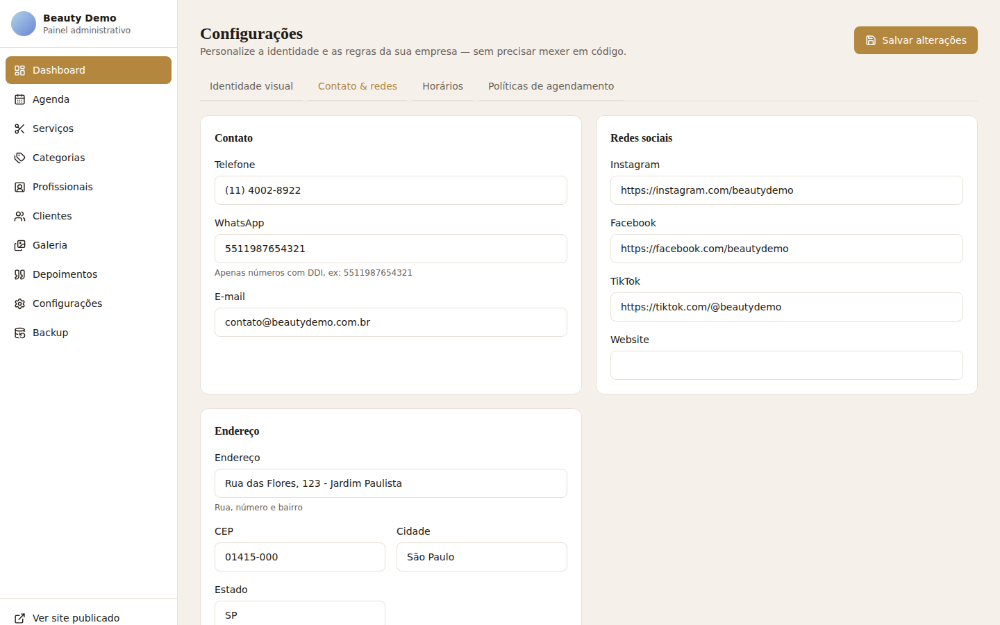 Beauty Demo
Painel administrativo
Dashboard
Agenda
Serviços
Categorias
Profissionais
Clientes
Galeria
Depoimentos
Configurações
Backup
Ver site publicado
Configurações
Personalize a identidade e as regras da sua empresa — sem precisar mexer em código.
Salvar alterações
Identidade visual
Contato & redes
Horários
Políticas de agendamento
Contato
Telefone
(11) 4002-8922
WhatsApp
5511987654321
Apenas números com DDI, ex: 5511987654321
E-mail
contato@beautydemo.com.br
Redes sociais
Instagram
https://instagram.com/beautydemo
Facebook
https://facebook.com/beautydemo
TikTok
https://tiktok.com/@beautydemo
Website
Endereço
Endereço
Rua das Flores, 123 - Jardim Paulista
Rua, número e bairro
CEP
01415-000
Cidade
São Paulo
Estado
SP